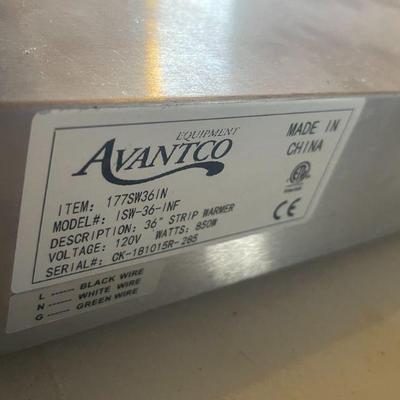 EQUIPMENT
AVANTCO
MADE IN
CHINA
ITEM: 177SW36IN
MODEL#: ISW-36-INF
DESCRIPTION: 36" STRIP WARMER
VOLTAGE: 120V WATTS: 850W
SERIAL#: CK-181015R-285
CE
L ------ BLACK WIRE
N ------ WHITE WIRE
G ------ GREEN WIRE